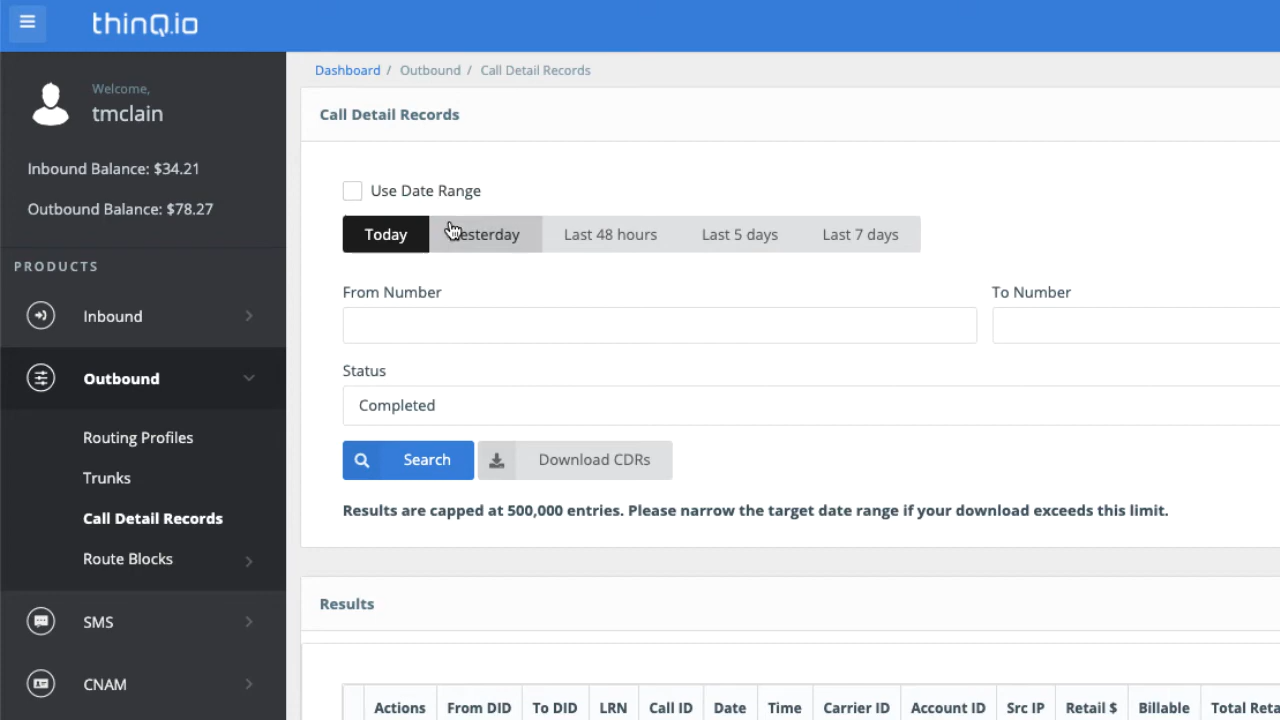 thinQ.io
Welcome,
tmclain
Inbound Balance: $34.21
Outbound Balance: $78.27
PRODUCTS
Inbound
Outbound
Routing Profiles
Trunks
Call Detail Records
Route Blocks
SMS
CNAM
Dashboard / Outbound / Call Detail Records
Call Detail Records
Use Date Range
Today Yesterday Last 48 hours Last 5 days Last 7 days
From Number To Number
Status
Completed
Search Download CDRs
Results are capped at 500,000 entries. Please narrow the target date range if your download exceeds this limit.
Results
Actions From DID To DID LRN Call ID Date Time Carrier ID Account ID Src IP Retail $ Billable Total Reta